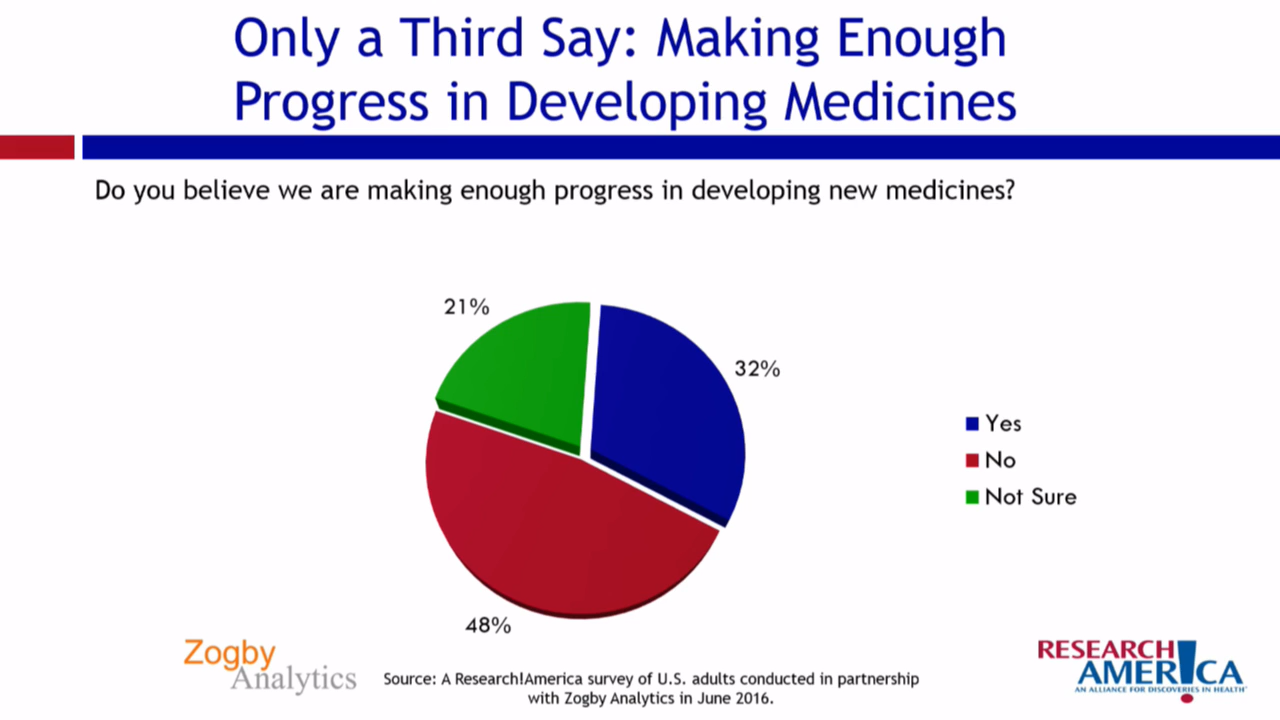 Only a Third Say: Making Enough
Progress in Developing Medicines
Do you believe we are making enough progress in developing new medicines?
21%
32%
48%
Yes
No
Not Sure
Zogby
Analytics
Source: A Research!America survey of U.S. adults conducted in partnership
with Zogby Analytics in June 2016.
RESEARCH
AMER!CA
AN ALLIANCE FOR DISCOVERIES IN HEALTH